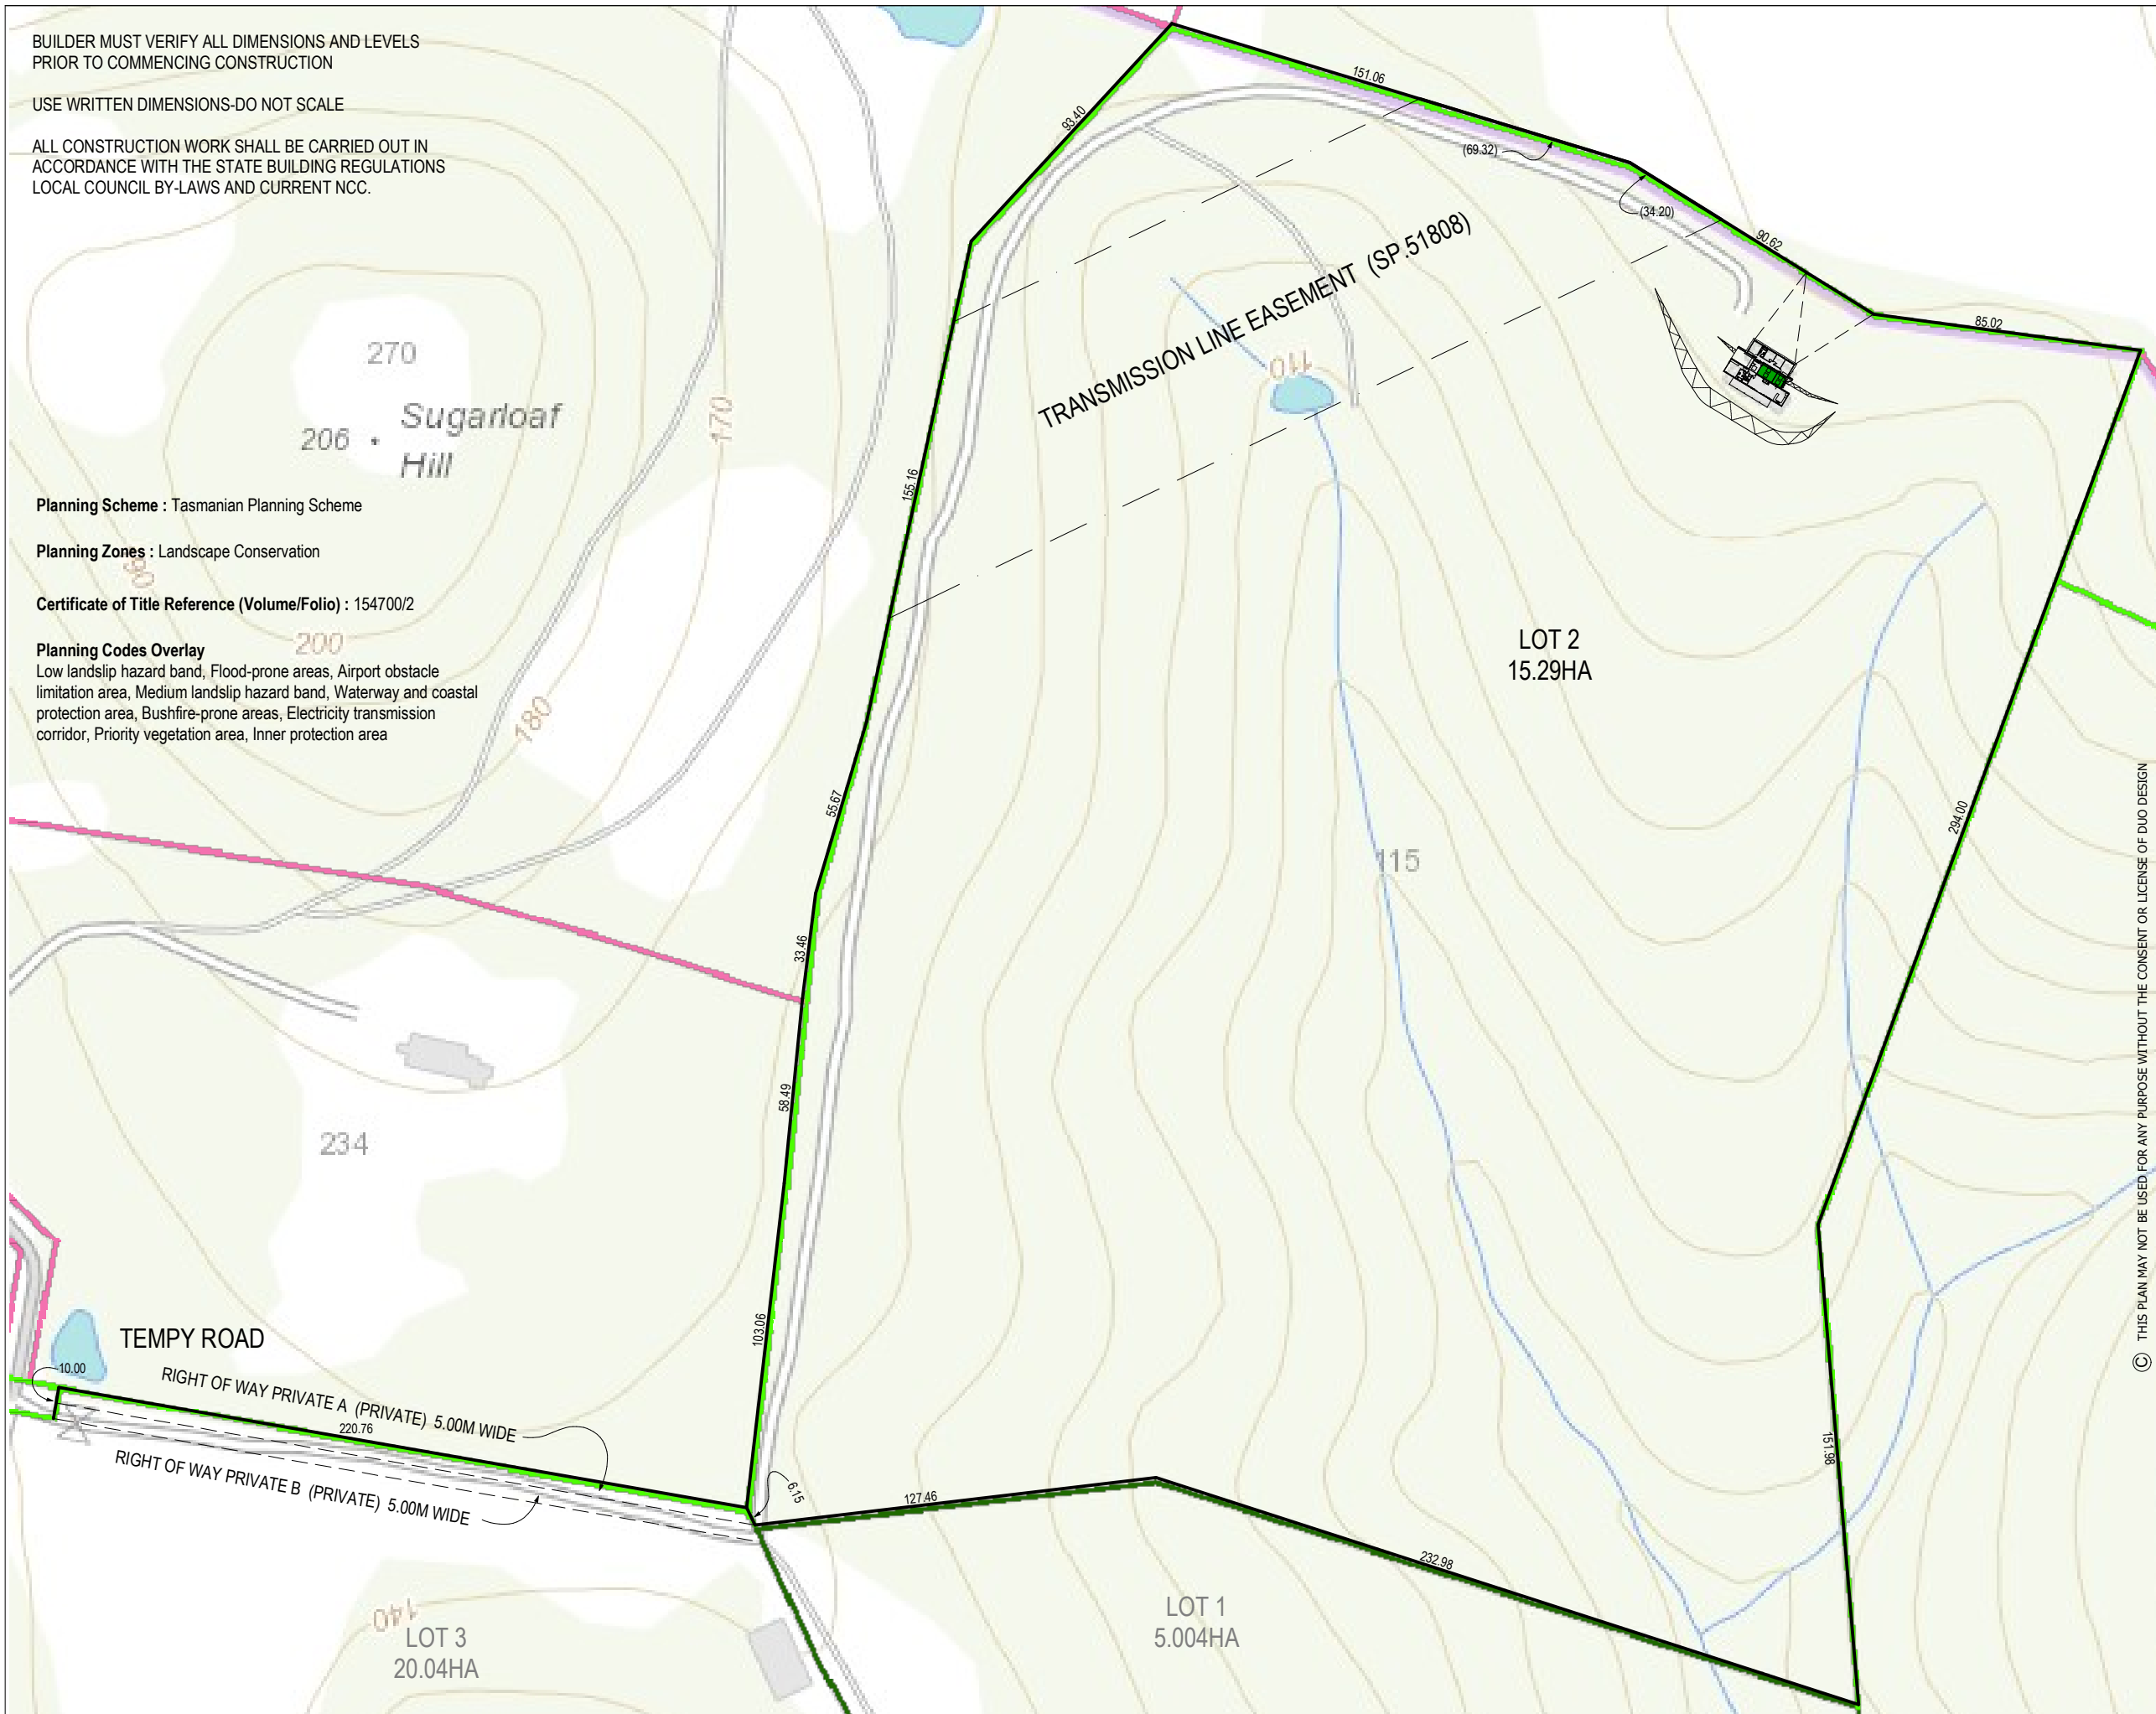 BUILDER MUST VERIFY ALL DIMENSIONS AND LEVELS
PRIOR TO COMMENCING CONSTRUCTION
USE WRITTEN DIMENSIONS-DO NOT SCALE
ALL CONSTRUCTION WORK SHALL BE CARRIED OUT IN
ACCORDANCE WITH THE STATE BUILDING REGULATIONS
LOCAL COUNCIL BY-LAWS AND CURRENT NCC.
151.06
93.40
(69.32)
(34.20)
90.62
85.02
TRANSMISSION LINE EASEMENT (SP.51808)
110
270
206
Sugarloaf
Hill
170
155.16
Planning Scheme : Tasmanian Planning Scheme
Planning Zones : Landscape Conservation
Certificate of Title Reference (Volume/Folio) : 154700/2
200
Planning Codes Overlay
Low landslip hazard band, Flood-prone areas, Airport obstacle
limitation area, Medium landslip hazard band, Waterway and coastal
protection area, Bushfire-prone areas, Electricity transmission
corridor, Priority vegetation area, Inner protection area
180
LOT 2
15.29HA
55.67
294.00
115
33.46
58.49
234
103.06
TEMPY ROAD
10.00
RIGHT OF WAY PRIVATE A (PRIVATE) 5.00M WIDE
220.76
RIGHT OF WAY PRIVATE B (PRIVATE) 5.00M WIDE
6.15
127.46
151.98
232.98
140
LOT 3
20.04HA
LOT 1
5.004HA
© THIS PLAN MAY NOT BE USED FOR ANY PURPOSE WITHOUT THE CONSENT OR LICENSE OF DUO DESIGN